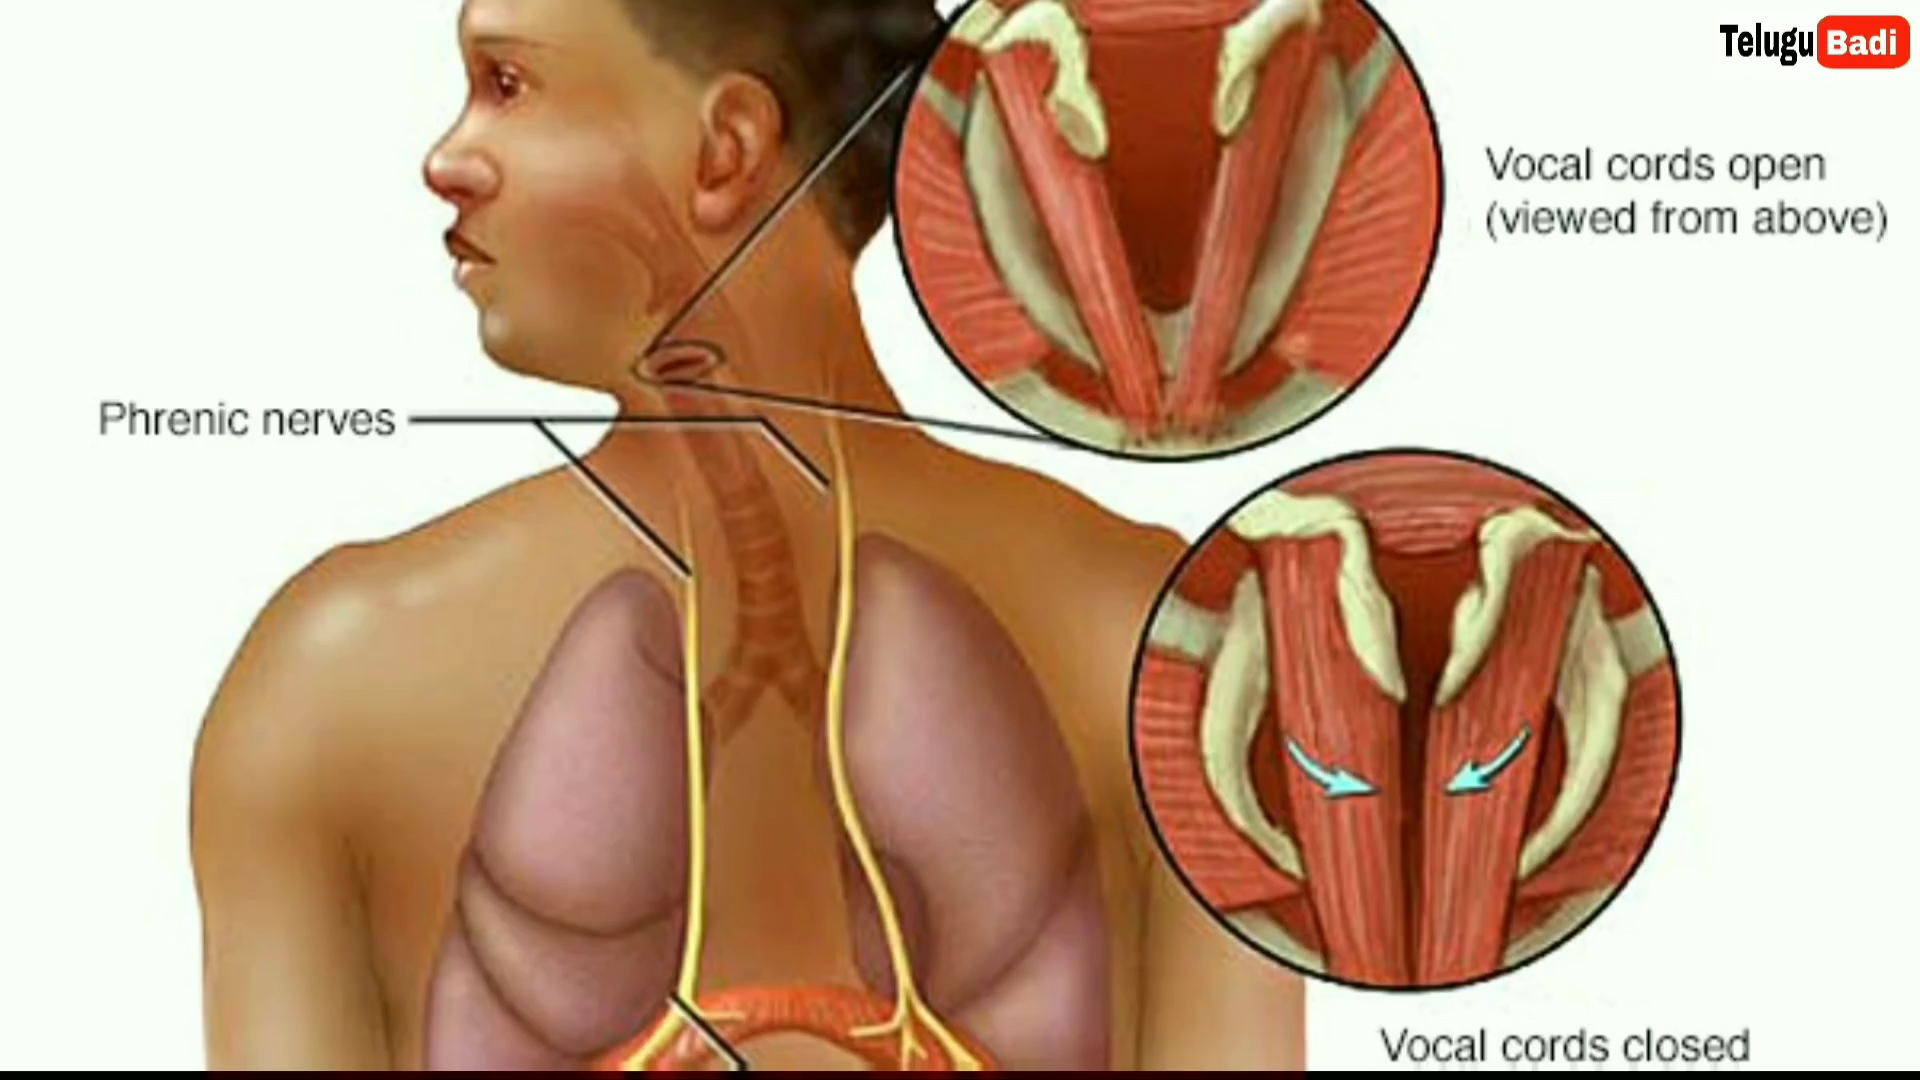 Telugu Badi
Vocal cords open
(viewed from above)
Phrenic nerves
Vocal cords closed